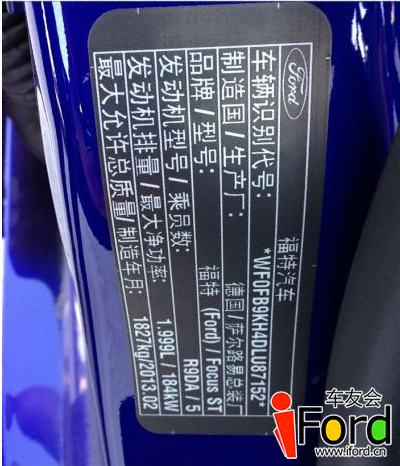 Ford
福特汽车
车辆识别代号: *WF0FB9KH4DLU87152*
制造国/生产厂: 德国/萨尔路易总装厂
品牌/型号: 福特 (Ford) / Focus ST
发动机型号/乘员数: R9DA / 5
发动机排量/最大净功率: 1.999L / 184kW
最大允许总质量/制造年月: 1827kg/2013.02
车友会
iFord
www.iford.cn